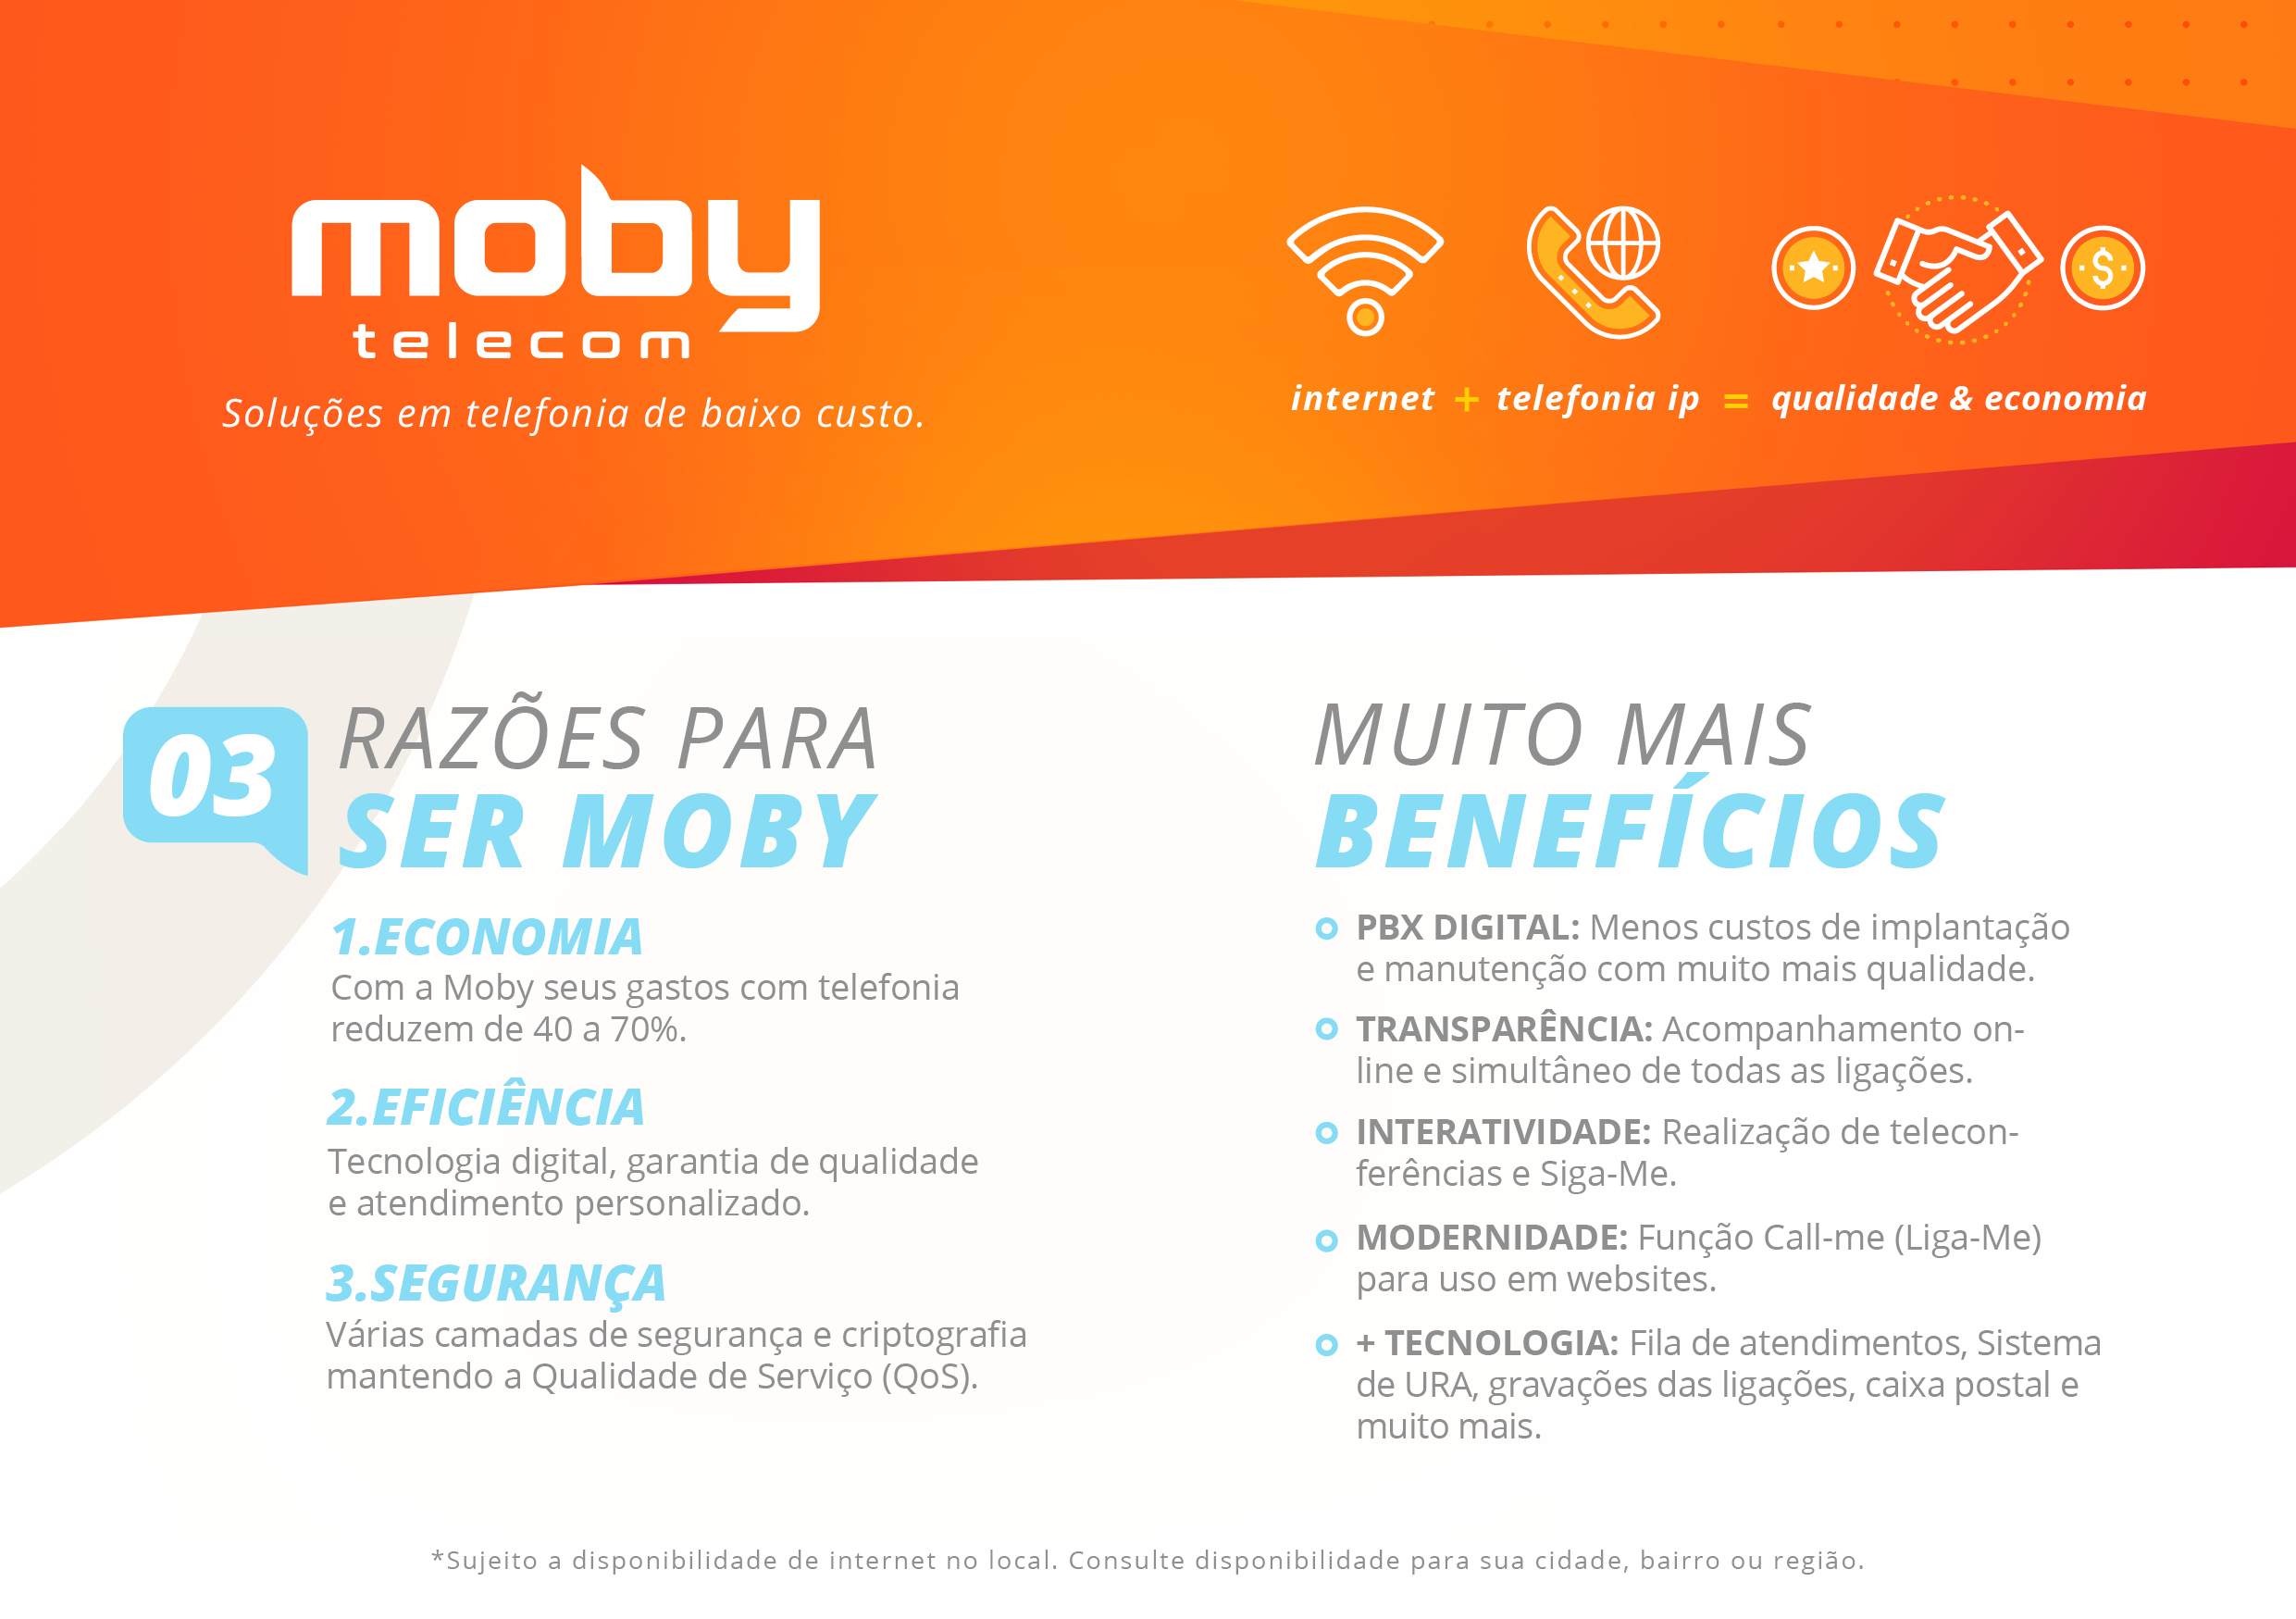 moby
telecom
Soluções em telefonia de baixo custo.
internet + telefonia ip = qualidade & economia
03
RAZÕES PARA
SER MOBY
1.ECONOMIA
Com a Moby seus gastos com telefonia
reduzem de 40 a 70%.
2.EFICIÊNCIA
Tecnologia digital, garantia de qualidade
e atendimento personalizado.
3.SEGURANÇA
Várias camadas de segurança e criptografia
mantendo a Qualidade de Serviço (QoS).
MUITO MAIS
BENEFÍCIOS
PBX DIGITAL: Menos custos de implantação
e manutenção com muito mais qualidade.
TRANSPARÊNCIA: Acompanhamento on-
line e simultâneo de todas as ligações.
INTERATIVIDADE: Realização de telecon-
ferências e Siga-Me.
MODERNIDADE: Função Call-me (Liga-Me)
para uso em websites.
+ TECNOLOGIA: Fila de atendimentos, Sistema
de URA, gravações das ligações, caixa postal e
muito mais.
*Sujeito a disponibilidade de internet no local. Consulte disponibilidade para sua cidade, bairro ou região.